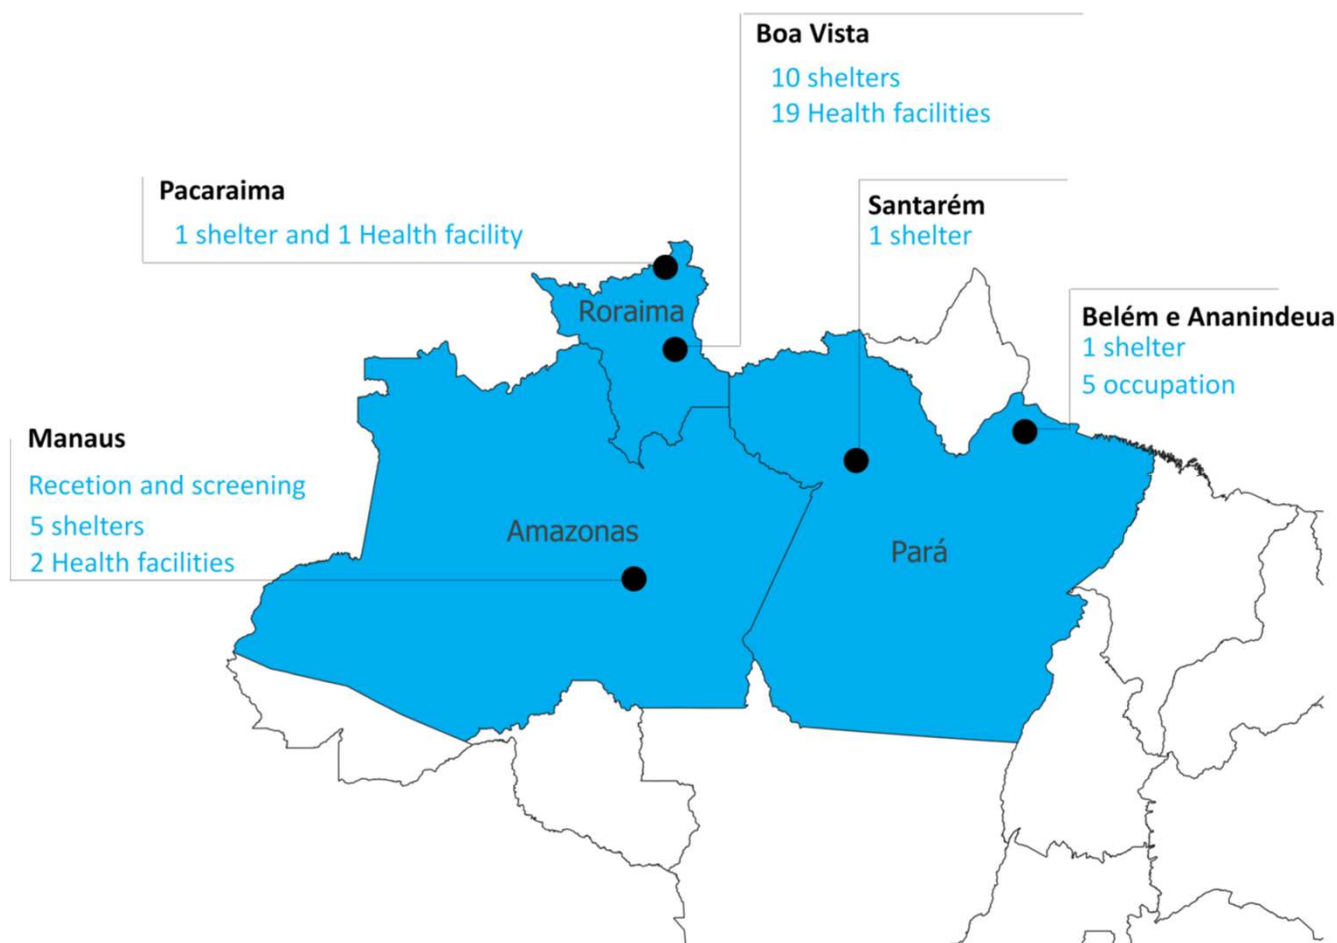 Boa Vista
10 shelters
19 Health facilities
Pacaraima
1 shelter and 1 Health facility
Santarém
1 shelter
Roraima
Belém e Ananindeua
1 shelter
5 occupation
Manaus
Recetion and screening
5 shelters
2 Health facilities
Amazonas
Pará